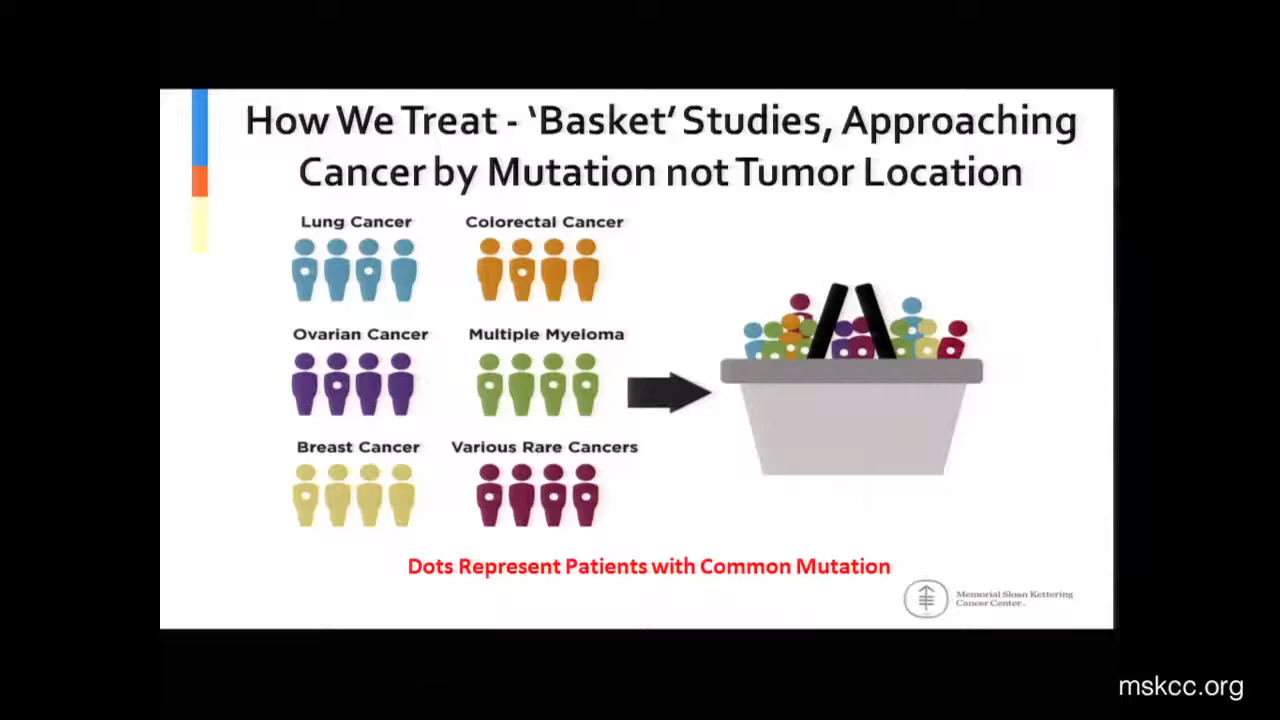 How We Treat - ‘Basket’ Studies, Approaching
Cancer by Mutation not Tumor Location
Lung Cancer
Colorectal Cancer
Ovarian Cancer
Multiple Myeloma
Breast Cancer
Various Rare Cancers
Dots Represent Patients with Common Mutation
Memorial Sloan Kettering
Cancer Center
mskcc.org